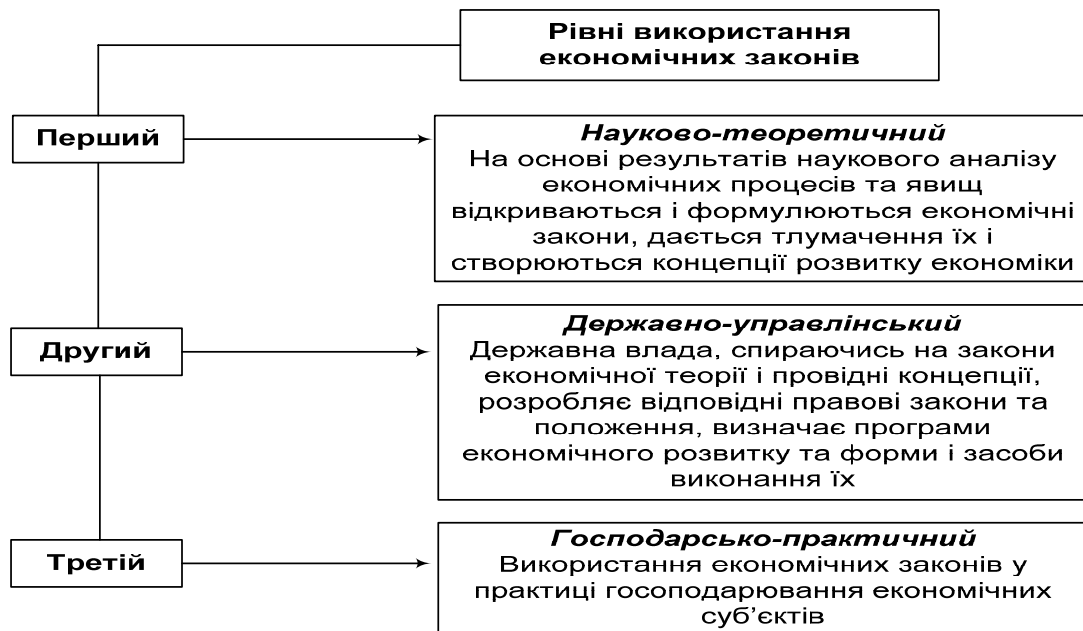 Рівні використання
економічних законів
Перший
Науково-теоретичний
На основі результатів наукового аналізу
економічних процесів та явищ
відкриваються і формулюються економічні
закони, дається тлумачення їх і
створюються концепції розвитку економіки
Другий
Державно-управлінський
Державна влада, спираючись на закони
економічної теорії і провідні концепції,
розробляє відповідні правові закони та
положення, визначає програми
економічного розвитку та форми і засоби
виконання їх
Третій
Господарсько-практичний
Використання економічних законів у
практиці госоподарювання економічних
суб’єктів